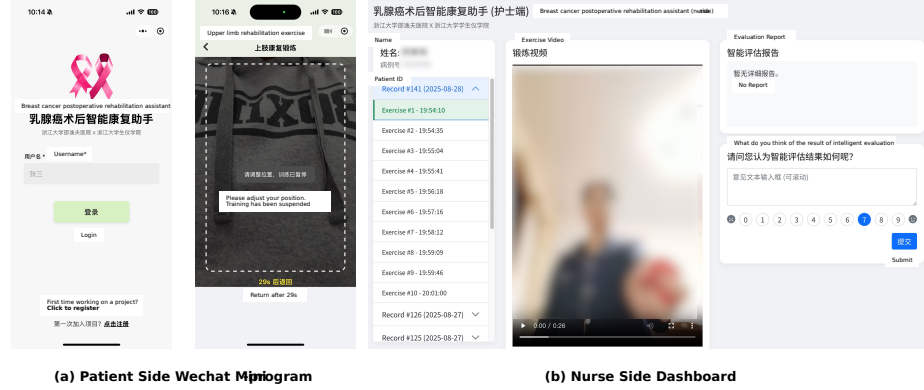 10:14
Breast cancer postoperative rehabilitation assistant
乳腺癌术后智能康复助手
浙江大学邵逸夫医院 x 浙江大学生仪学院
用户名 *
Username*
张三
登录
Login
First time working on a project?
Click to register
第一次加入项目? 点击注册
10:16
Upper limb rehabilitation exercise
上肢康复锻炼
请调整位置，训练已暂停
Please adjust your position.
Training has been suspended
29s 后返回
Return after 29s
(a) Patient Side Wechat
乳腺癌术后智能康复助手 (护士端)
Breast cancer postoperative rehabilitation assistant
浙江大学邵逸夫医院 X 浙江大学生仪学院
Name
姓名:
病例号
Patient ID
Record #141 (2025-08-28)
Exercise #1 - 19:54:10
Exercise #2 - 19:54:35
Exercise #3 - 19:55:04
Exercise #4 - 19:55:41
Exercise #5 - 19:56:18
Exercise #6 - 19:57:16
Exercise #7 - 19:58:12
Exercise #8 - 19:59:09
Exercise #9 - 19:59:46
Exercise #10 - 20:01:00
Record #126 (2025-08-27)
Record #125 (2025-08-27)
Exercise Video
锻炼视频
0:00 / 0:26
Evaluation Report
智能评估报告
暂无详细报告。
No Report
What do you think of the result of intelligent evaluation
请问您认为智能评估结果如何呢?
意见文本输入框 (可滚动)
0 1 2 3 4 5 6 7 8 9
提交
Submit
(b) Nurse Side Dashboard